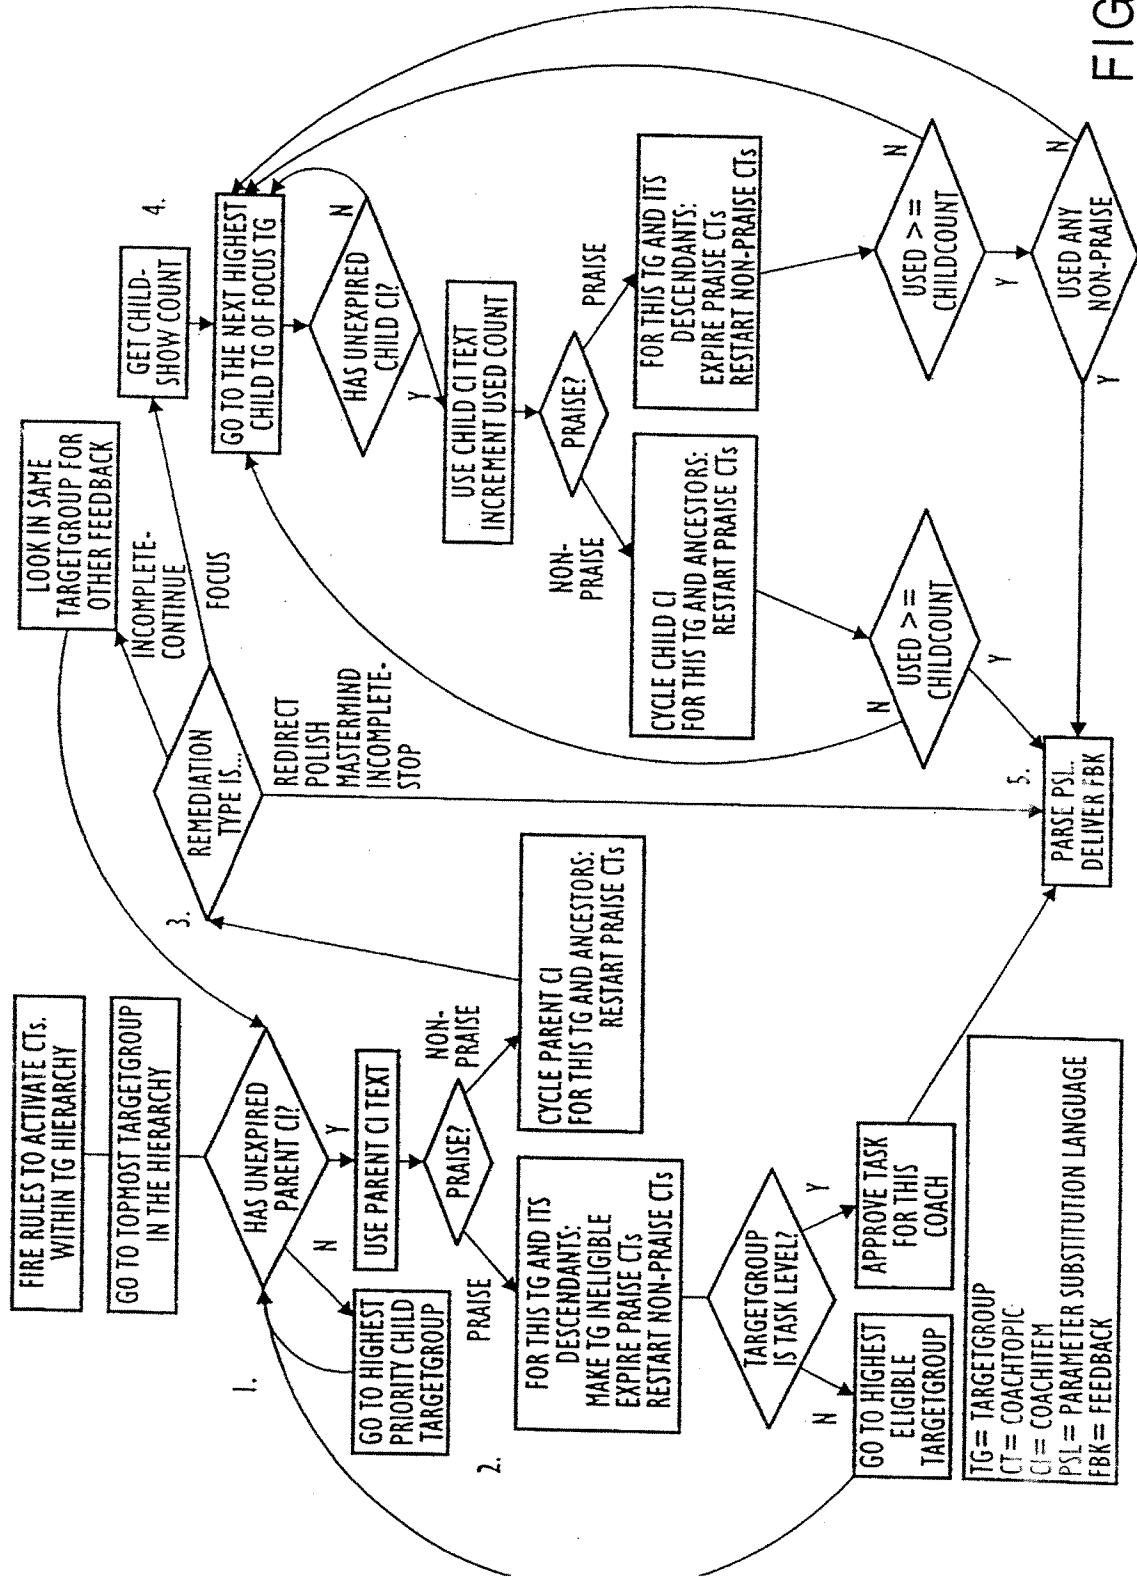 FIRE RULES TO ACTIVATE CTs.
WITHIN TG HIERARCHY
GO TO TOPMOST TARGETGROUP
IN THE HIERARCHY
1.
HAS UNEXPIRED
PARENT CI?
N
Y
GO TO HIGHEST
PRIORITY CHILD
TARGETGROUP
USE PARENT CI TEXT
2.
PRAISE?
PRAISE
NON-
PRAISE
FOR THIS TG AND ITS
DESCENDANTS:
MAKE TG INELIGIBLE
EXPIRE PRAISE CTs
RESTART NON-PRAISE CTs
CYCLE PARENT CI
FOR THIS TG AND ANCESTORS:
RESTART PRAISE CTs
TARGETGROUP
IS TASK LEVEL?
N
Y
GO TO HIGHEST
ELIGIBLE
TARGETGROUP
APPROVE TASK
FOR THIS
COACH
TG= TARGETGROUP
CT= COACHTOPIC
CI= COACHITEM
PSL= PARAMETER SUBSTITUTION LANGUAGE
FBK= FEEDBACK
3.
REMEDIATION
TYPE IS...
LOOK IN SAME
TARGETGROUP FOR
OTHER FEEDBACK
INCOMPLETE-
CONTINUE
FOCUS
REDIRECT
POLISH
MASTERMIND
INCOMPLETE-
STOP
4.
GET CHILD-
SHOW COUNT
GO TO THE NEXT HIGHEST
CHILD TG OF FOCUS TG
HAS UNEXPIRED
CHILD CI?
N
Y
USE CHILD CI TEXT
INCREMENT USED COUNT
PRAISE?
NON-
PRAISE
PRAISE
CYCLE CHILD CI
FOR THIS TG AND ANCESTORS:
RESTART PRAISE CTs
FOR THIS TG AND ITS
DESCENDANTS:
EXPIRE PRAISE CTs
RESTART NON-PRAISE CTs
USED >=
CHILDCOUNT
N
Y
USED >=
CHILDCOUNT
N
Y
USED ANY
NON-PRAISE
N
Y
5.
PARSE PSL...
DELIVER FBK
FIG